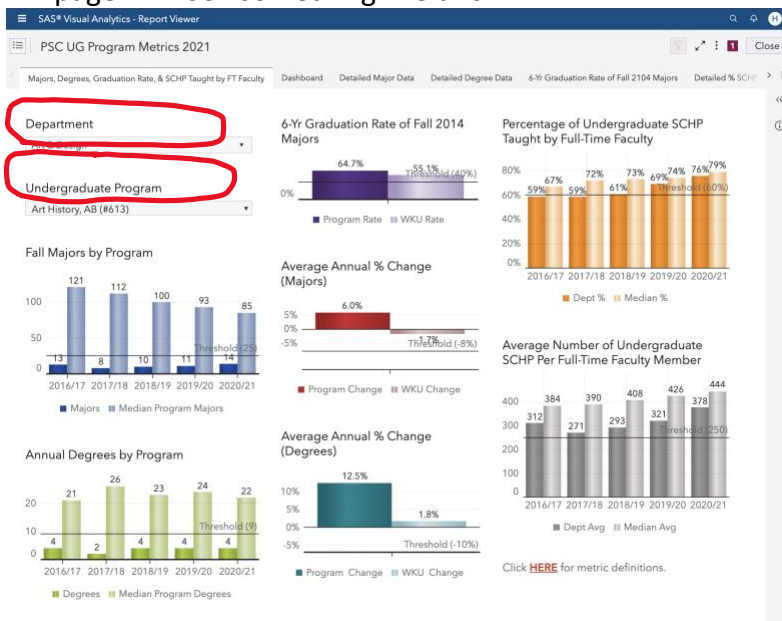 SAS® Visual Analytics - Report Viewer
H
PSC UG Program Metrics 2021
1
Close
Majors, Degrees, Graduation Rate, & SCHP Taught by FT Faculty
Dashboard
Detailed Major Data
Detailed Degree Data
6-Yr Graduation Rate of Fall 2104 Majors
Detailed % SCHP
Department
Art & Design
Undergraduate Program
Art History, AB (#613)
Fall Majors by Program
121
112
100
93
85
100
50
0
Threshold (25)
13
8
10
11
14
2016/17 2017/18 2018/19 2019/20 2020/21
Majors Median Program Majors
Annual Degrees by Program
21
26
23
24
22
20
10
0
Threshold (9)
4
2
4
4
4
2016/17 2017/18 2018/19 2019/20 2020/21
Degrees Median Program Degrees
6-Yr Graduation Rate of Fall 2014
Majors
64.7%
55.1%
Threshold (40%)
0%
Program Rate WKU Rate
Average Annual % Change
(Majors)
6.0%
5%
0%
-5%
1.7%
Threshold (-8%)
Program Change WKU Change
Average Annual % Change
(Degrees)
12.5%
10%
5%
0%
-5%
1.8%
Threshold (-10%)
Program Change WKU Change
Percentage of Undergraduate SCHP
Taught by Full-Time Faculty
80%
60%
40%
20%
0%
59% 67% 59% 72% 61% 73% 69% 74% 76% 79%
Threshold (60%)
2016/17 2017/18 2018/19 2019/20 2020/21
Dept % Median %
Average Number of Undergraduate
SCHP Per Full-Time Faculty Member
400
300
200
100
0
312 384 271 390 293 408 321 426 378 444
Threshold (250)
2016/17 2017/18 2018/19 2019/20 2020/21
Dept Avg Median Avg
Click HERE for metric definitions.